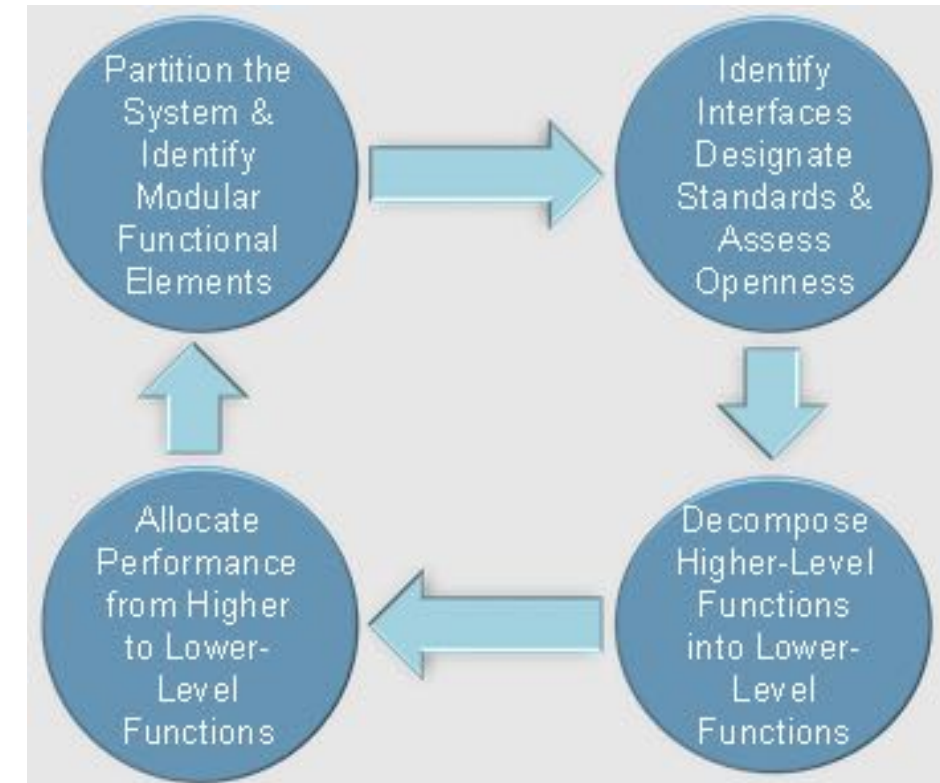 Partition the
System &
Identify
Modular
Functional
Elements
Identify
Interfaces
Designate
Standards &
Assess
Openness
Decompose
Higher-Level
Functions
into Lower-
Level
Functions
Allocate
Performance
from Higher
to Lower-
Level
Functions